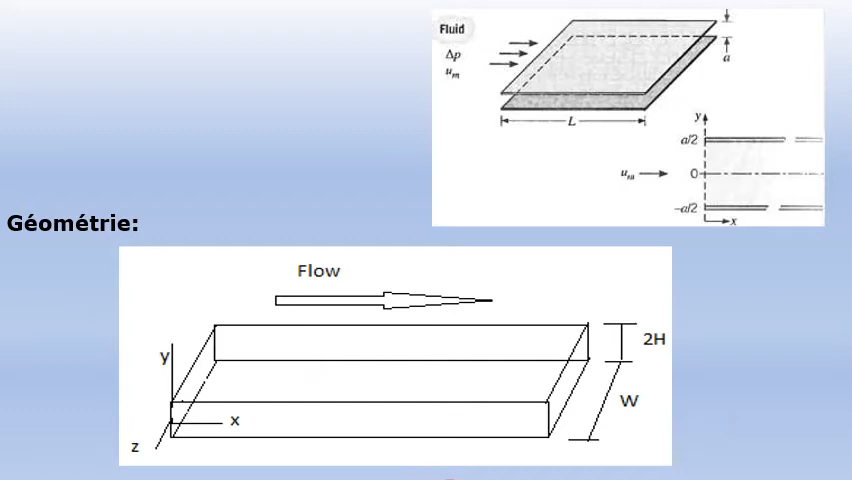 Fluid
Δp
u_m
a
L
y
a/2
u_m
0
-a/2
x
Géométrie:
Flow
2H
y
W
x
z